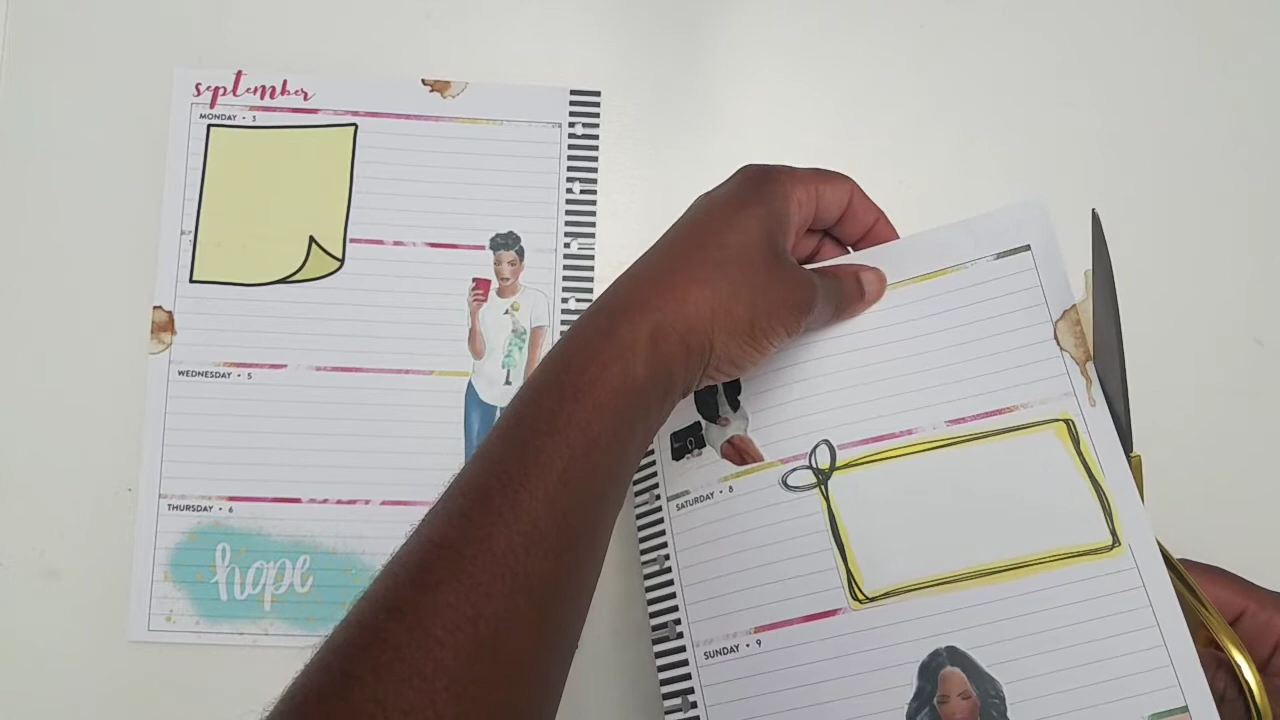 september
MONDAY • 3
WEDNESDAY • 5
THURSDAY • 6
hope
SATURDAY • 8
SUNDAY • 9